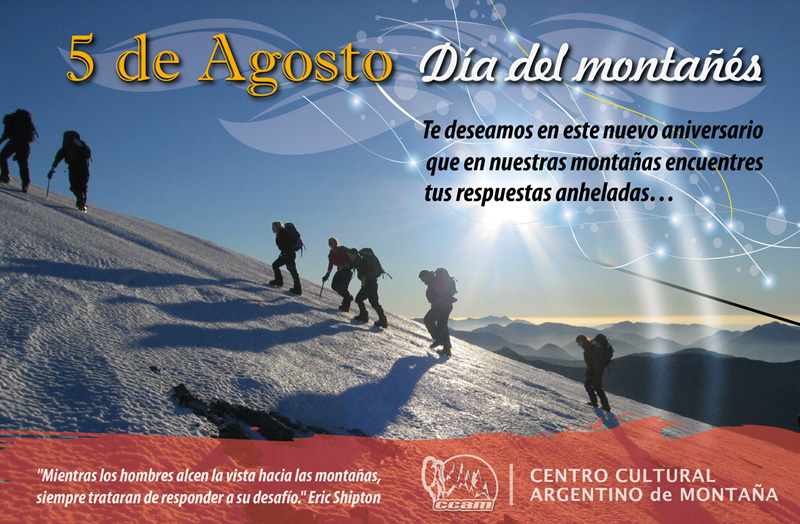 5 de Agosto Día del montañés
Te deseamos en este nuevo aniversario
que en nuestras montañas encuentres
tus respuestas anheladas...
"Mientras los hombres alcen la vista hacia las montañas,
siempre trataran de responder a su desafío." Eric Shipton
ccam
CENTRO CULTURAL
ARGENTINO de MONTAÑA